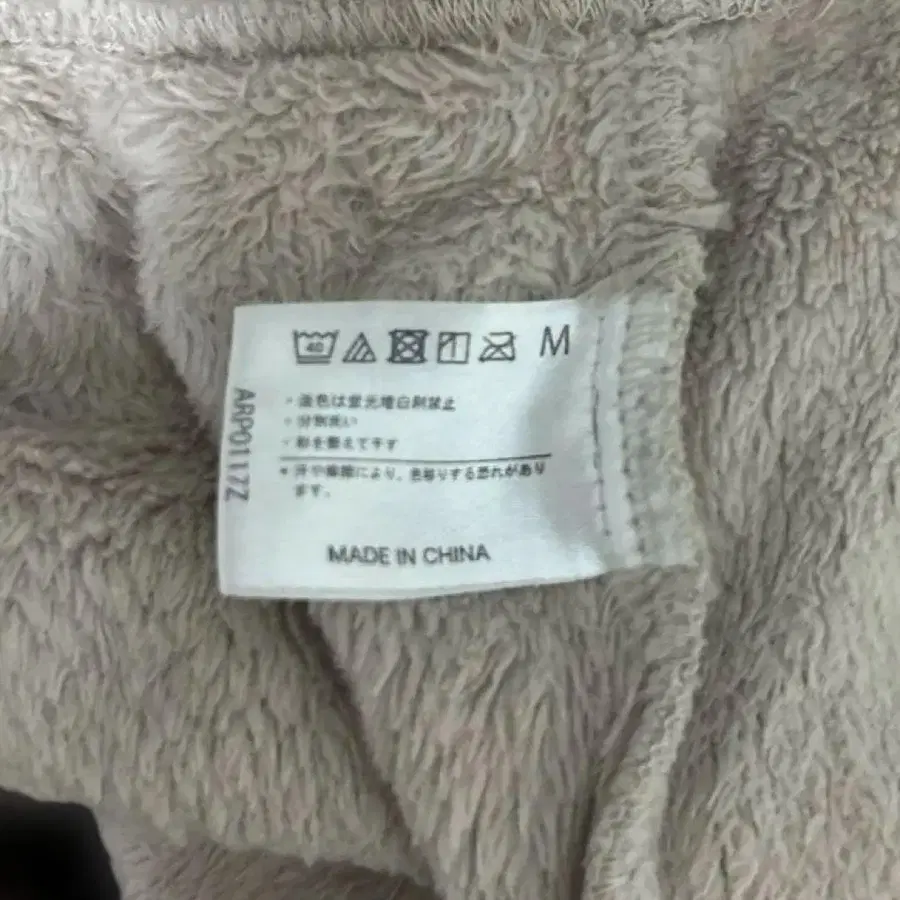 40 M
・淡色は蛍光増白剤禁止
・分別洗い
・形を整えて干す
＊汗や摩擦により、色移りする恐れがあり
ます。
MADE IN CHINA
ARP0117Z